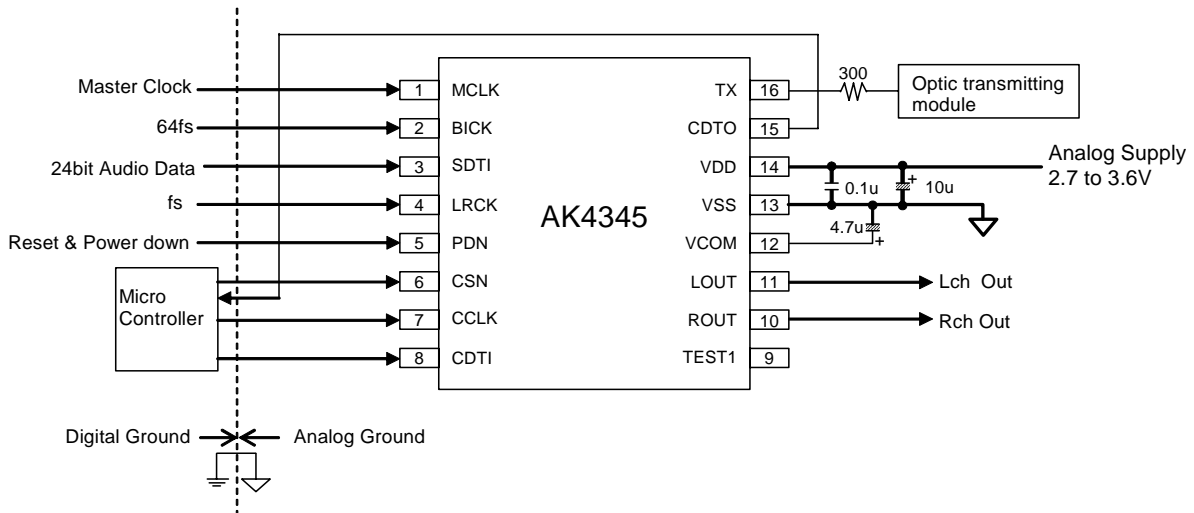 Master Clock
64fs
24bit Audio Data
fs
Reset & Power down
Micro
Controller
1 MCLK
2 BICK
3 SDTI
4 LRCK
5 PDN
6 CSN
7 CCLK
8 CDTI
AK4345
TX 16
CDTO 15
VDD 14
VSS 13
VCOM 12
LOUT 11
ROUT 10
TEST1 9
300
Optic transmitting
module
Analog Supply
2.7 to 3.6V
0.1u
+ 10u
4.7u
+
Lch Out
Rch Out
Digital Ground
Analog Ground